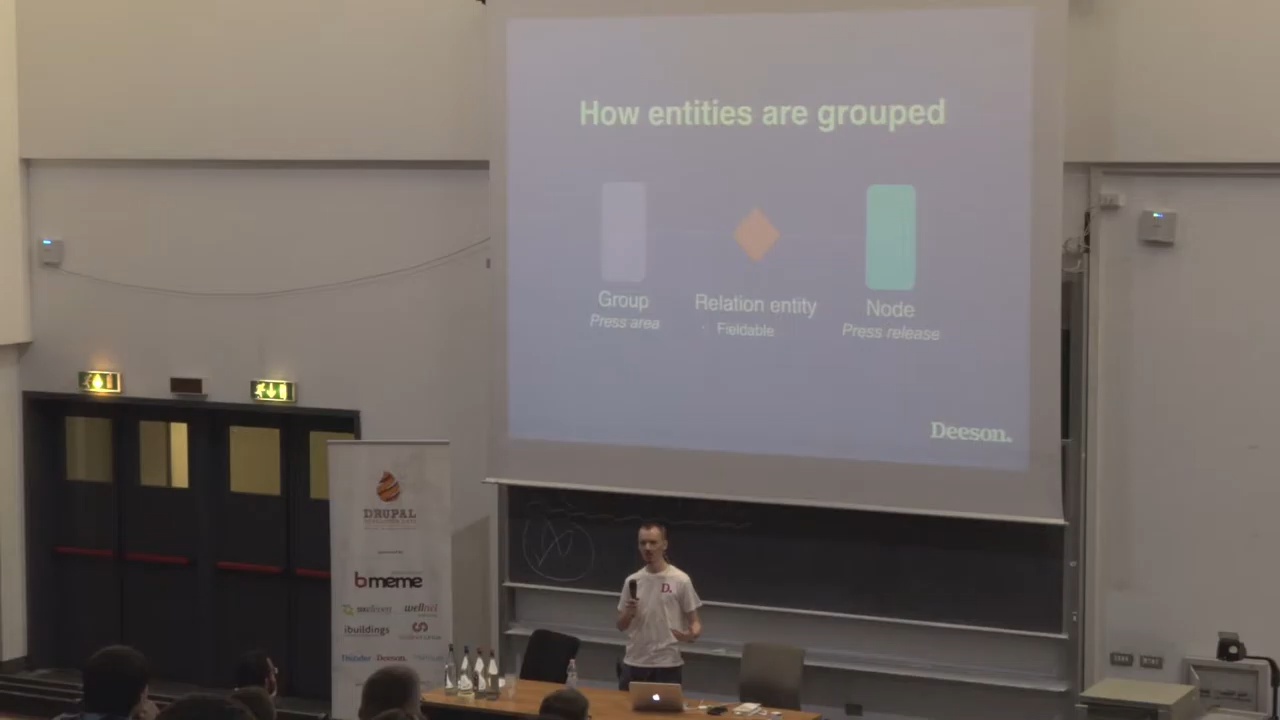 How entities are grouped
Group
Press area
Relation entity
Fieldable
Node
Press release
Deeson.
DRUPAL
bmeme
wellnet
ibuildings
Thunder
Deeson.
D.